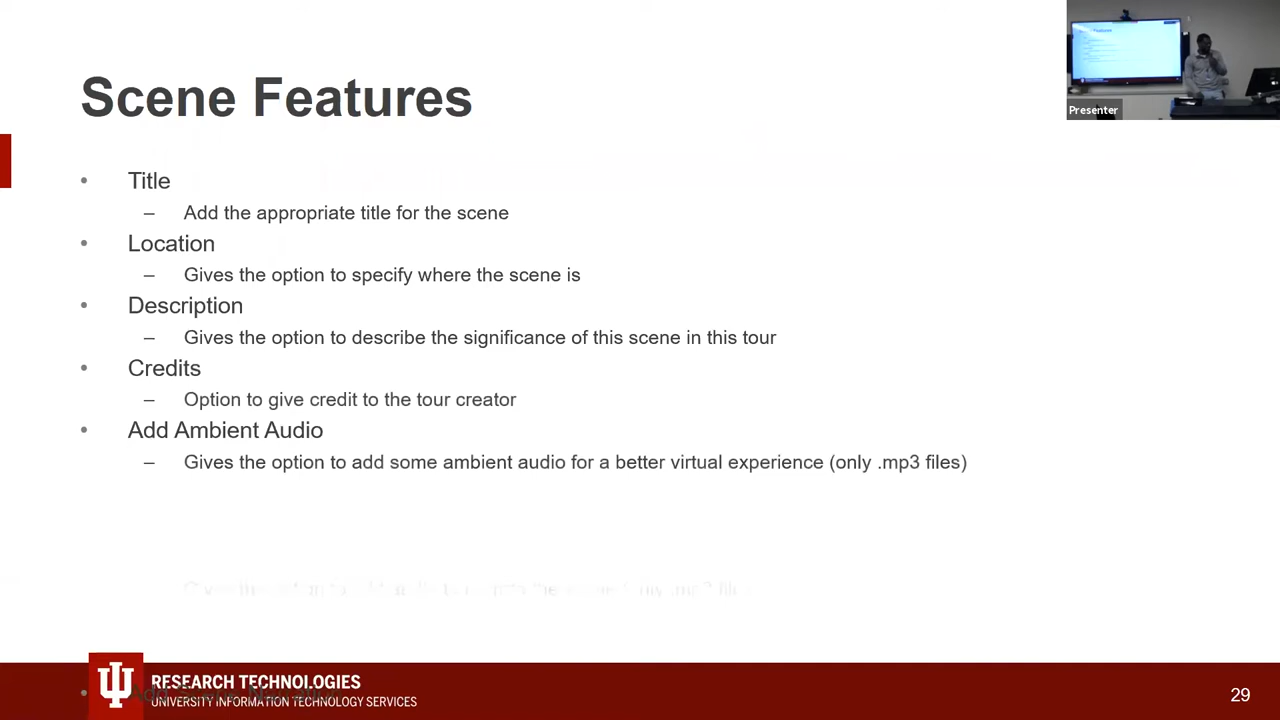 Scene Features
Presenter
• Title
– Add the appropriate title for the scene
• Location
– Gives the option to specify where the scene is
• Description
– Gives the option to describe the significance of this scene in this tour
• Credits
– Option to give credit to the tour creator
• Add Ambient Audio
– Gives the option to add some ambient audio for a better virtual experience (only .mp3 files)
RESEARCH TECHNOLOGIES
UNIVERSITY INFORMATION TECHNOLOGY SERVICES
29